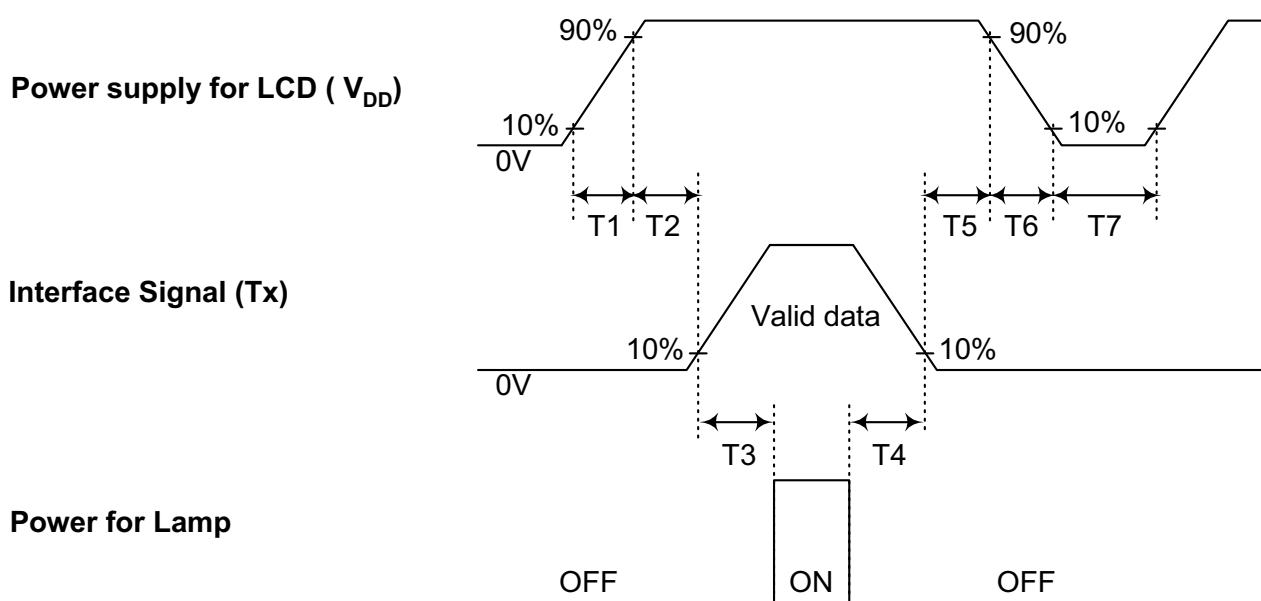 90%
90%
Power supply for LCD ( VDD)
10%
10%
0V
T1
T2
T5
T6
T7
Interface Signal (Tx)
Valid data
10%
10%
0V
T3
T4
Power for Lamp
OFF
ON
OFF